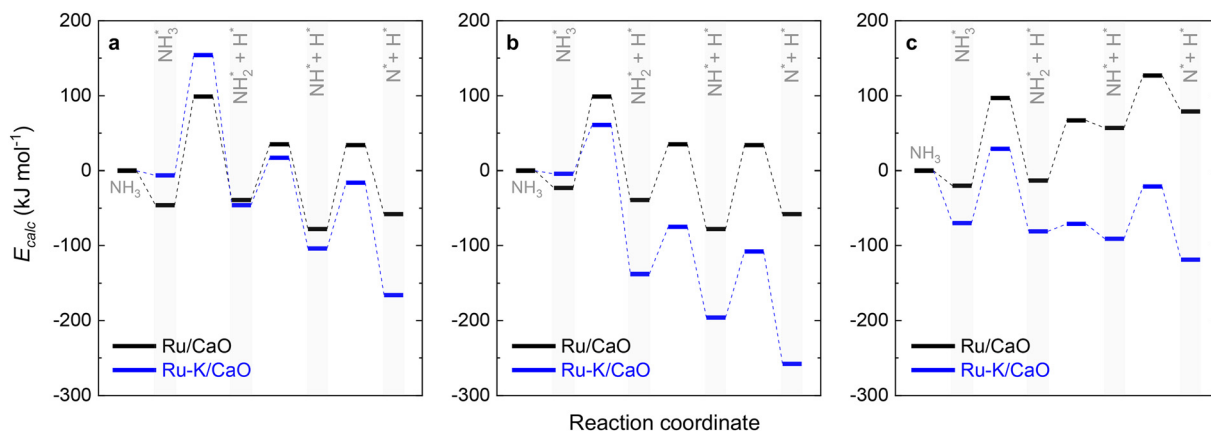 a
b
c
200
100
0
-100
-200
-300
E_calc (kJ mol⁻¹)
NH₃
NH₃*
NH₂* + H*
NH* + H*
N* + H*
Ru/CaO
Ru-K/CaO
200
100
0
-100
-200
-300
NH₃
NH₃*
NH₂* + H*
NH* + H*
N* + H*
Ru/CaO
Ru-K/CaO
200
100
0
-100
-200
-300
NH₃
NH₃*
NH₂* + H*
NH* + H*
N* + H*
Ru/CaO
Ru-K/CaO
Reaction coordinate